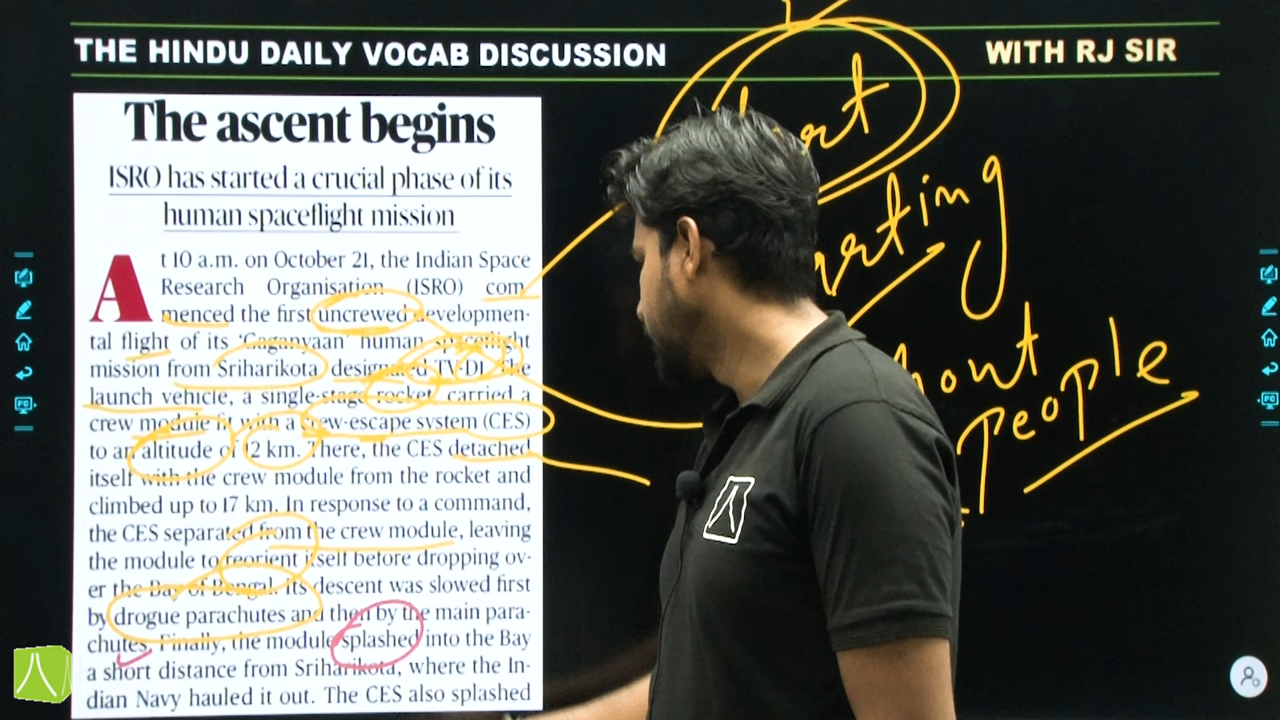 THE HINDU DAILY VOCAB DISCUSSION
WITH RJ SIR
The ascent begins
ISRO has started a crucial phase of its
human spaceflight mission
At 10 a.m. on October 21, the Indian Space
Research Organisation (ISRO) com
menced the first uncrewed developmen-
tal flight of its 'Gaganyaan' human spaceflight
mission from Sriharikota designated TV-D1. The
launch vehicle, a single-stage rocket, carried a
crew module fit with a crew-escape system (CES)
to an altitude of 12 km. There, the CES detached
itself with the crew module from the rocket and
climbed up to 17 km. In response to a command,
the CES separated from the crew module, leaving
the module to reorient itself before dropping ov-
er the Bay of Bengal. Its descent was slowed first
by drogue parachutes and then by the main para-
chutes. Finally, the module splashed into the Bay
a short distance from Sriharikota, where the In-
dian Navy hauled it out. The CES also splashed
People